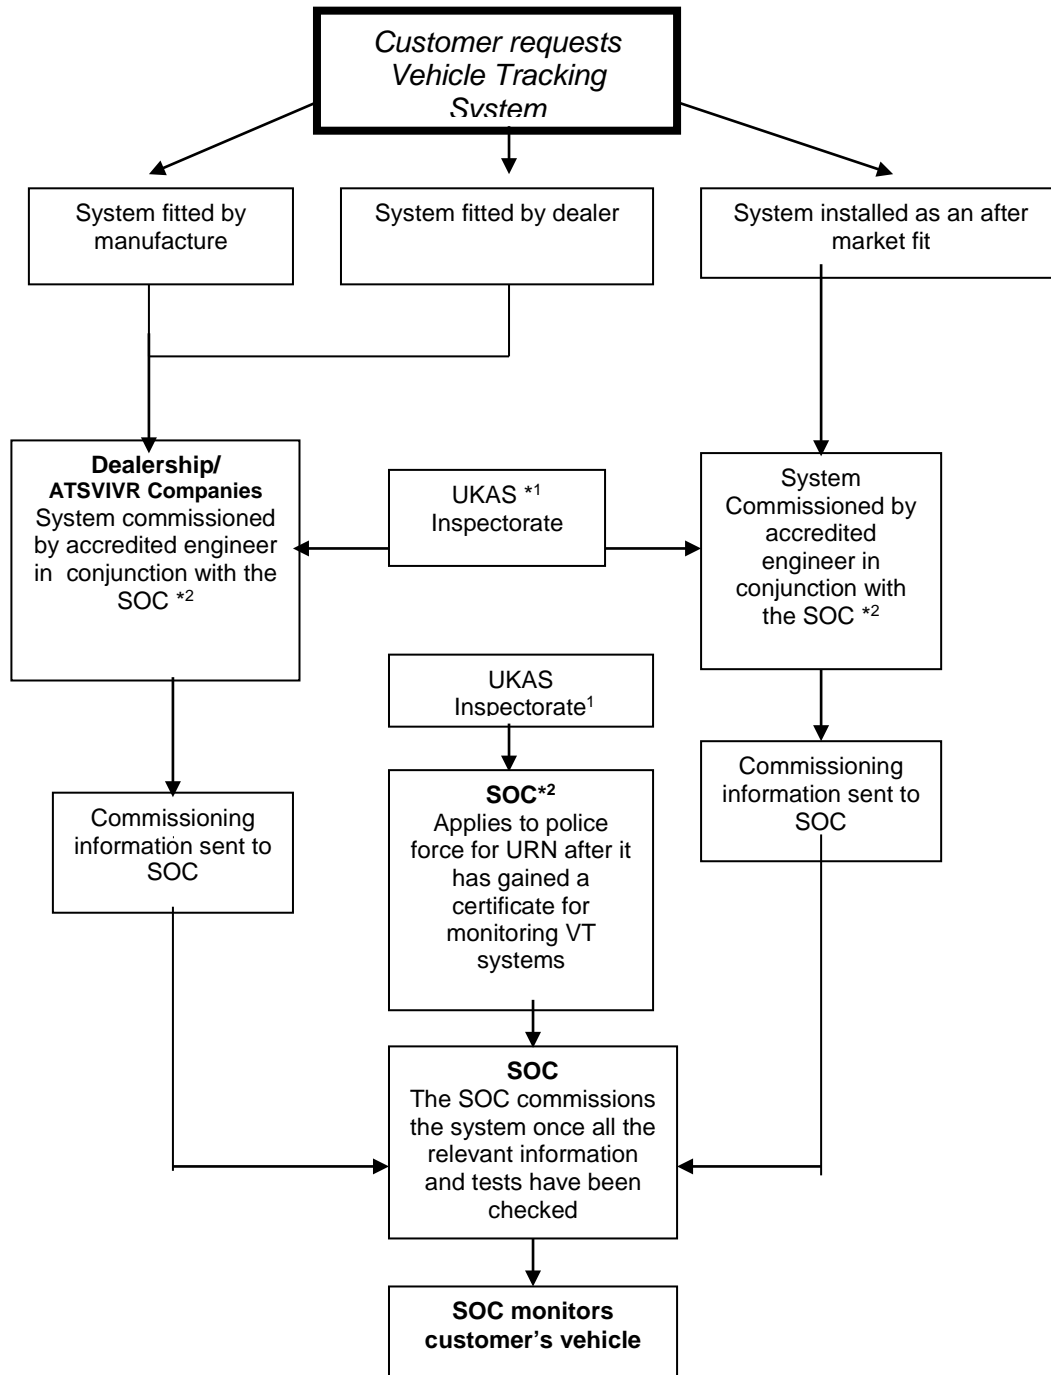 Customer requests
Vehicle Tracking
System
System fitted by
manufacture
System fitted by dealer
System installed as an after
market fit
Dealership/
ATSVIVR Companies
System commissioned
by accredited engineer
in conjunction with the
SOC *2
UKAS *1
Inspectorate
System
Commissioned by
accredited
engineer in
conjunction with
the SOC *2
UKAS
Inspectorate1
Commissioning
information sent to
SOC
SOC*2
Applies to police
force for URN after it
has gained a
certificate for
monitoring VT
systems
Commissioning
information sent to
SOC
SOC
The SOC commissions
the system once all the
relevant information
and tests have been
checked
SOC monitors
customer’s vehicle